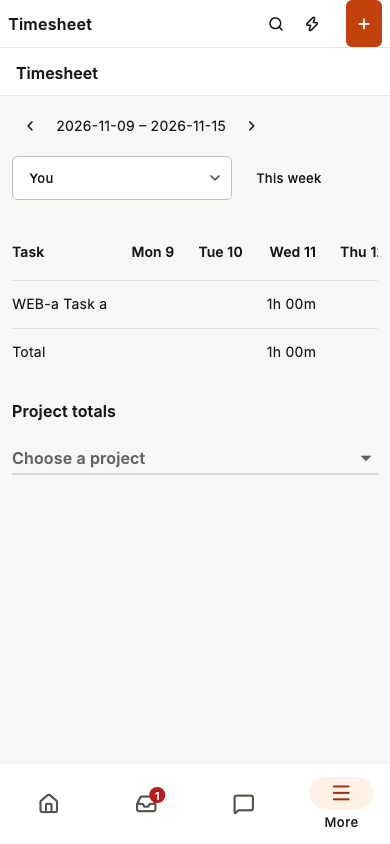 Timesheet
Timesheet
2026-11-09 – 2026-11-15
You
This week
Task Mon 9 Tue 10 Wed 11 Thu
WEB-a Task a 1h 00m
Total 1h 00m
Project totals
Choose a project
1
More